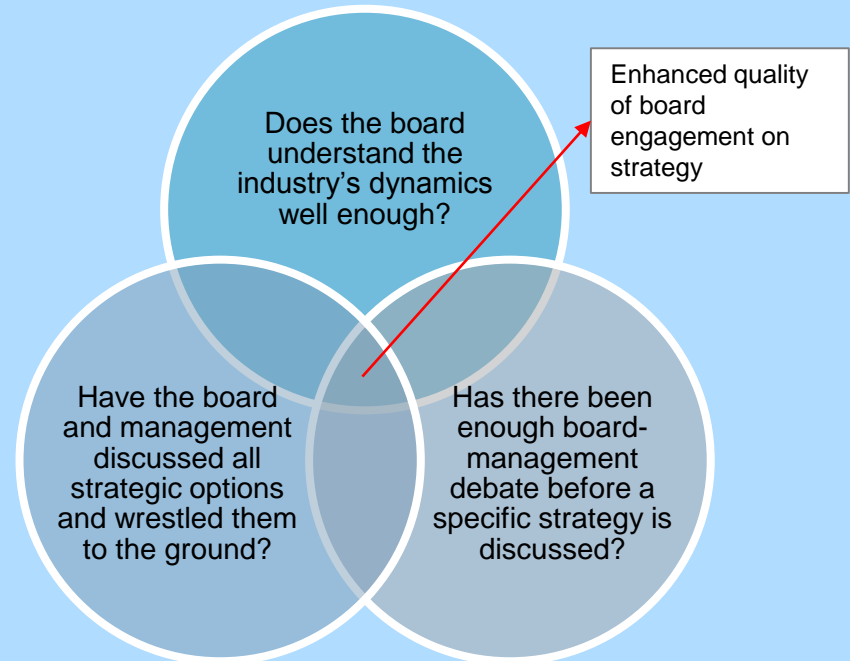 Does the board
understand the
industry's dynamics
well enough?
Enhanced quality
of board
engagement on
strategy
Have the board
and management
discussed all
strategic options
and wrestled them
to the ground?
Has there been
enough board-
management
debate before a
specific strategy is
discussed?